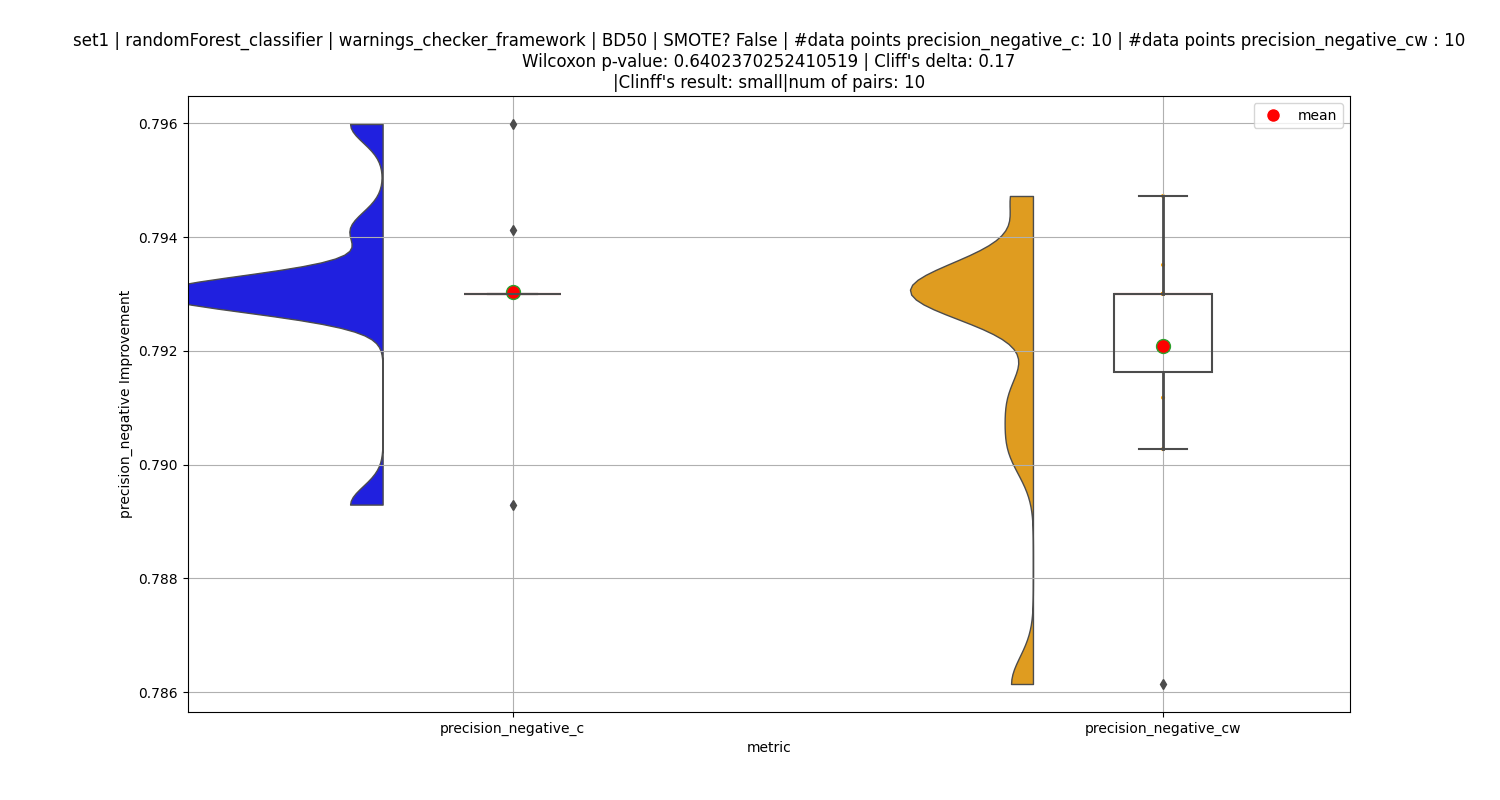 set1 | randomForest_classifier | warnings_checker_framework | BD50 | SMOTE? False | #data points precision_negative_c: 10 | #data points precision_negative_cw : 10
Wilcoxon p-value: 0.6402370252410519 | Cliff's delta: 0.17
|Clinff's result: small|num of pairs: 10
mean
0.796
0.794
0.792
0.790
0.788
0.786
precision_negative Improvement
precision_negative_c
precision_negative_cw
metric